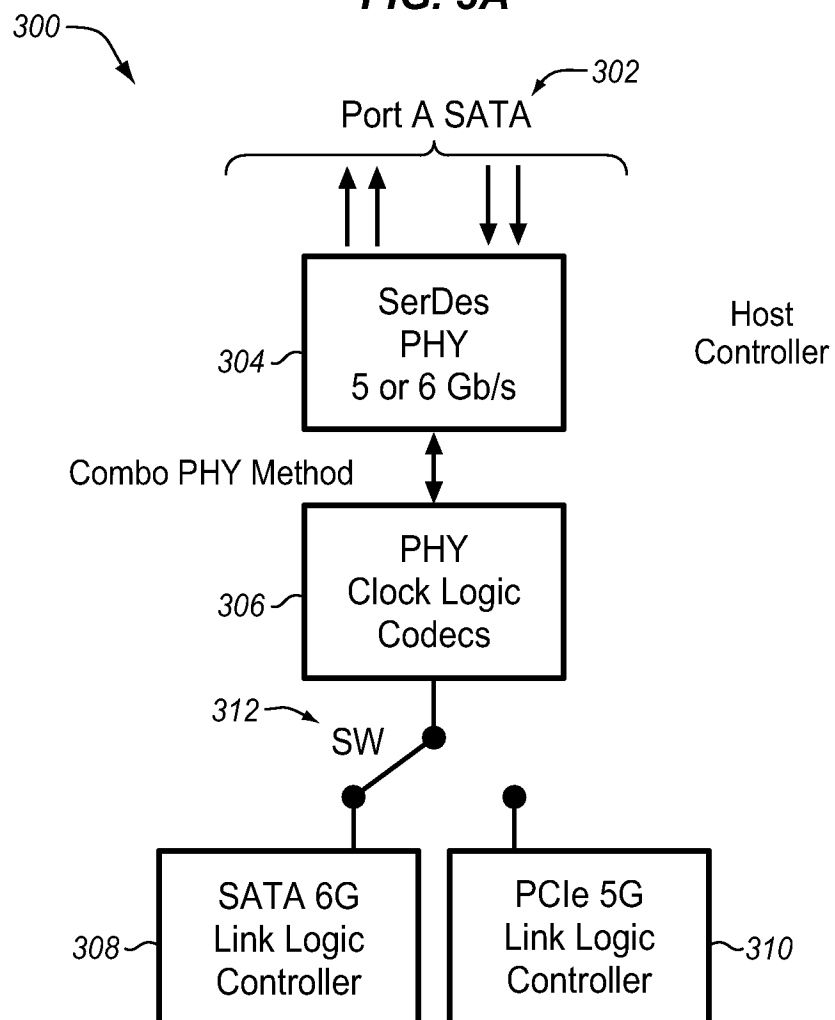 FIG. 3A
300
302
Port A SATA
SerDes
PHY
5 or 6 Gb/s
304
Host
Controller
Combo PHY Method
PHY
Clock Logic
Codecs
306
312
SW
SATA 6G
Link Logic
Controller
308
PCIe 5G
Link Logic
Controller
310